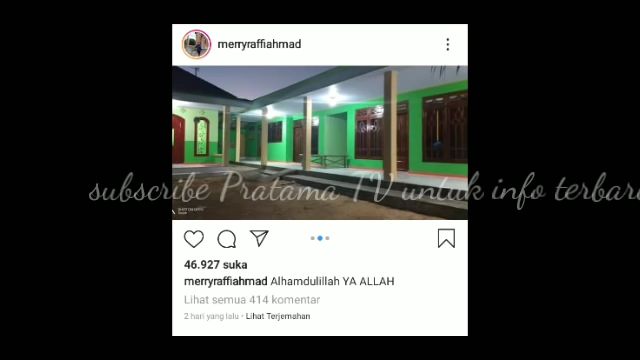 merryraffiahmad
subscribe Pratama TV untuk info terbaru
46.927 suka
merryraffiahmad Alhamdulillah YA ALLAH
Lihat semua 414 komentar
2 hari yang lalu • Lihat Terjemahan